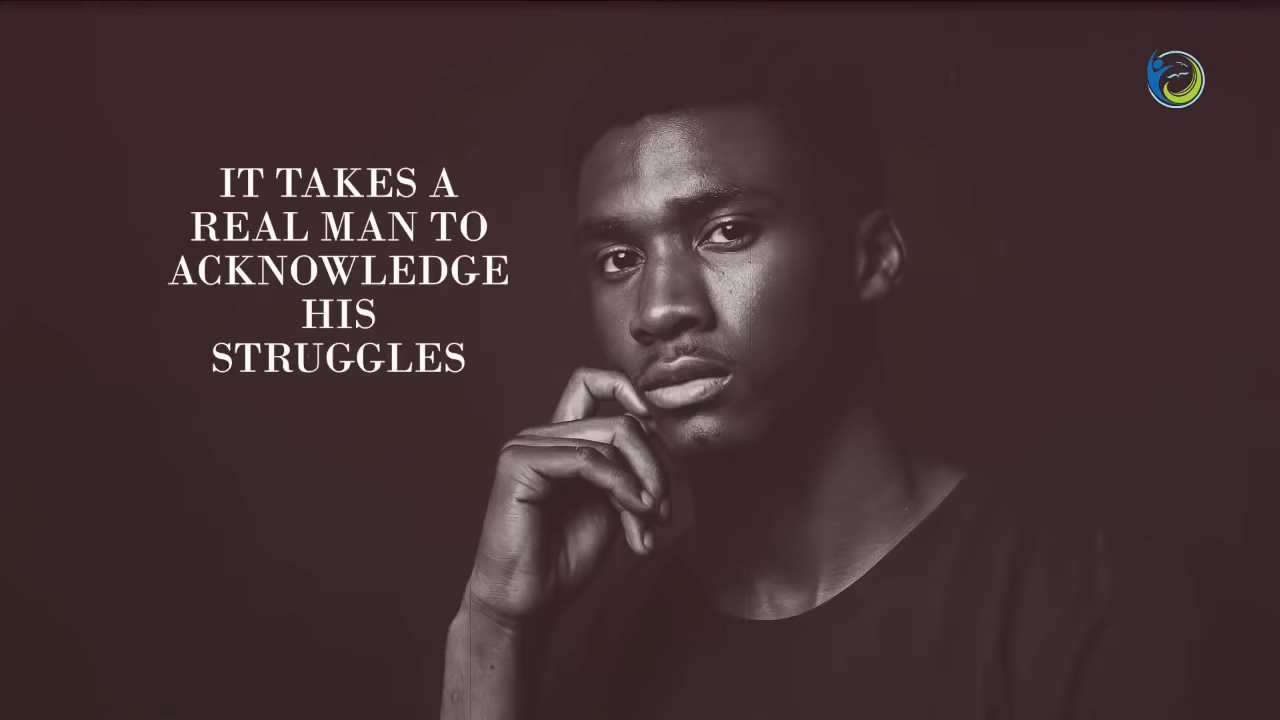 IT TAKES A
REAL MAN TO
ACKNOWLEDGE
HIS
STRUGGLES